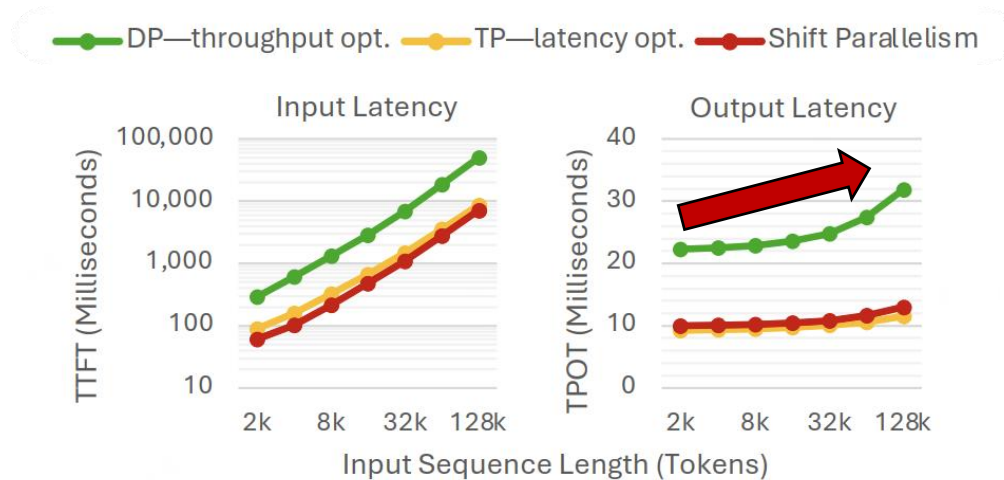 DP—throughput opt. TP—latency opt. Shift Parallelism
Input Latency
TTFT (Milliseconds)
100,000
10,000
1,000
100
10
2k 8k 32k 128k
Output Latency
TPOT (Milliseconds)
40
30
20
10
0
2k 8k 32k 128k
Input Sequence Length (Tokens)